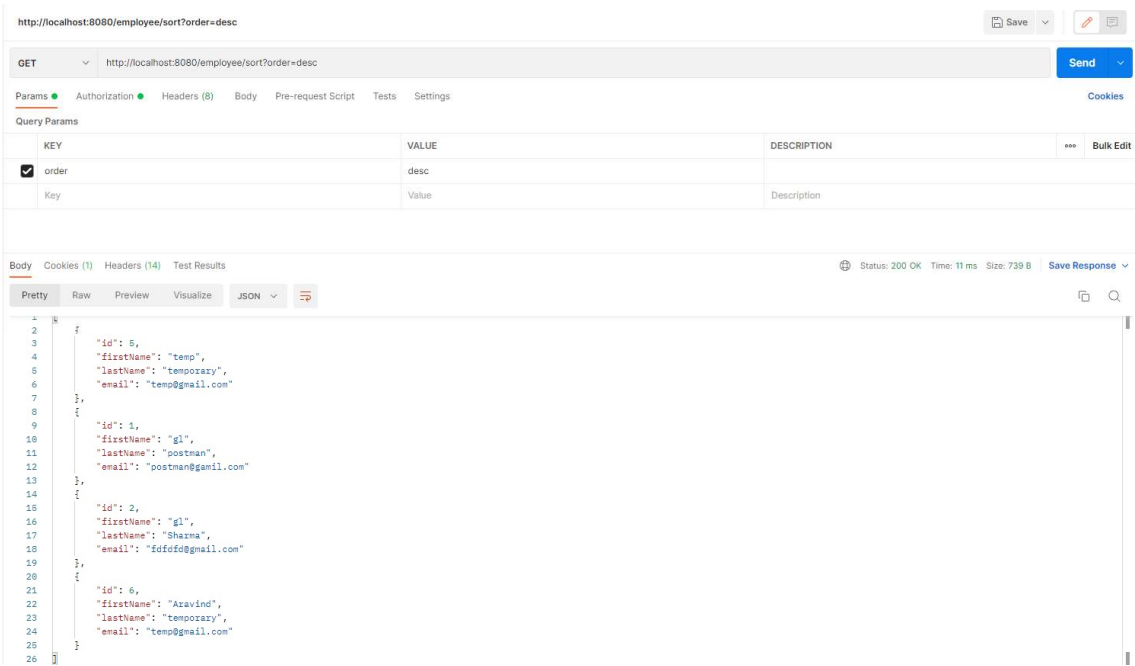 http://localhost:8080/employee/sort?order=desc Save
GET http://localhost:8080/employee/sort?order=desc Send
Params Authorization Headers (8) Body Pre-request Script Tests Settings Cookies
Query Params
KEY VALUE DESCRIPTION ooo Bulk Edit
order desc
Key Value Description
Body Cookies (1) Headers (14) Test Results Status: 200 OK Time: 11 ms Size: 739 B Save Response
Pretty Raw Preview Visualize JSON
1 [
2 {
3 "id": 5,
4 "firstName": "temp",
5 "lastName": "temporary",
6 "email": "temp@gmail.com"
7 },
8 {
9 "id": 1,
10 "firstName": "gl",
11 "lastName": "postman",
12 "email": "postman@gamil.com"
13 },
14 {
15 "id": 2,
16 "firstName": "gl",
17 "lastName": "Sharma",
18 "email": "fdfdfd@gmail.com"
19 },
20 {
21 "id": 6,
22 "firstName": "Aravind",
23 "lastName": "temporary",
24 "email": "temp@gmail.com"
25 }
26 ]